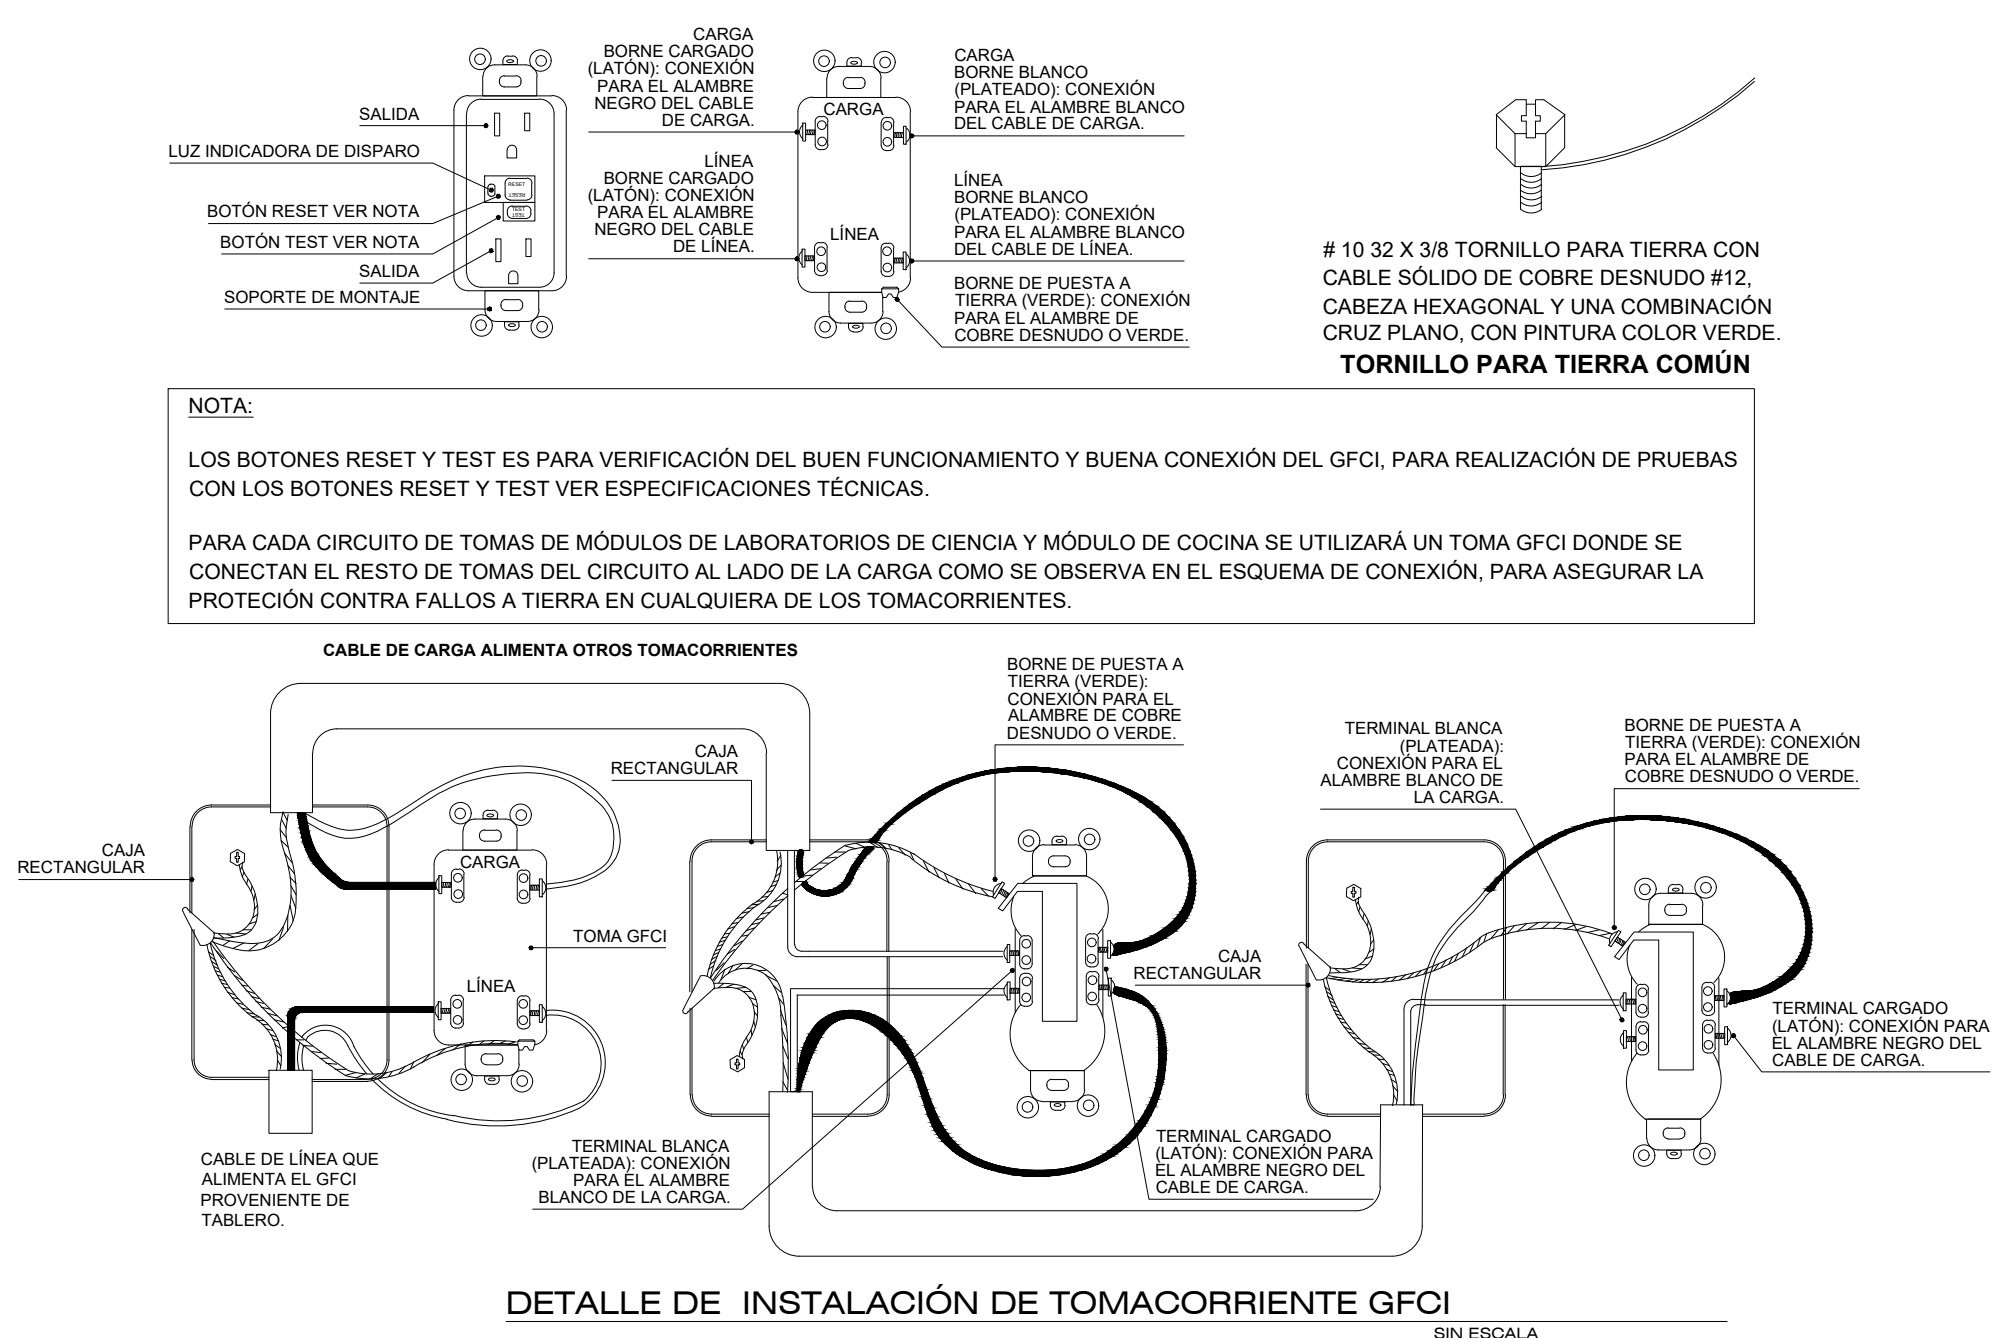 SALIDA
LUZ INDICADORA DE DISPARO
BOTÓN RESET VER NOTA
BOTÓN TEST VER NOTA
SALIDA
SOPORTE DE MONTAJE
RESET
RESET
TEST
TEST
CARGA
BORNE CARGADO
(LATÓN): CONEXIÓN
PARA EL ALAMBRE
NEGRO DEL CABLE
DE CARGA.
LÍNEA
BORNE CARGADO
(LATÓN): CONEXIÓN
PARA EL ALAMBRE
NEGRO DEL CABLE
DE LÍNEA.
CARGA
LÍNEA
CARGA
BORNE BLANCO
(PLATEADO): CONEXIÓN
PARA EL ALAMBRE BLANCO
DEL CABLE DE CARGA.
LÍNEA
BORNE BLANCO
(PLATEADO): CONEXIÓN
PARA EL ALAMBRE BLANCO
DEL CABLE DE LÍNEA.
BORNE DE PUESTA A
TIERRA (VERDE): CONEXIÓN
PARA EL ALAMBRE DE
COBRE DESNUDO O VERDE.
# 10 32 X 3/8 TORNILLO PARA TIERRA CON
CABLE SÓLIDO DE COBRE DESNUDO #12,
CABEZA HEXAGONAL Y UNA COMBINACIÓN
CRUZ PLANO, CON PINTURA COLOR VERDE.
TORNILLO PARA TIERRA COMÚN
NOTA:
LOS BOTONES RESET Y TEST ES PARA VERIFICACIÓN DEL BUEN FUNCIONAMIENTO Y BUENA CONEXIÓN DEL GFCI, PARA REALIZACIÓN DE PRUEBAS
CON LOS BOTONES RESET Y TEST VER ESPECIFICACIONES TÉCNICAS.
PARA CADA CIRCUITO DE TOMAS DE MÓDULOS DE LABORATORIOS DE CIENCIA Y MÓDULO DE COCINA SE UTILIZARÁ UN TOMA GFCI DONDE SE
CONECTAN EL RESTO DE TOMAS DEL CIRCUITO AL LADO DE LA CARGA COMO SE OBSERVA EN EL ESQUEMA DE CONEXIÓN, PARA ASEGURAR LA
PROTECIÓN CONTRA FALLOS A TIERRA EN CUALQUIERA DE LOS TOMACORRIENTES.
CABLE DE CARGA ALIMENTA OTROS TOMACORRIENTES
CAJA
RECTANGULAR
CARGA
LÍNEA
TOMA GFCI
CABLE DE LÍNEA QUE
ALIMENTA EL GFCI
PROVENIENTE DE
TABLERO.
CAJA
RECTANGULAR
BORNE DE PUESTA A
TIERRA (VERDE):
CONEXIÓN PARA EL
ALAMBRE DE COBRE
DESNUDO O VERDE.
TERMINAL BLANCA
(PLATEADA): CONEXIÓN
PARA EL ALAMBRE
BLANCO DE LA CARGA.
TERMINAL CARGADO
(LATÓN): CONEXIÓN PARA
EL ALAMBRE NEGRO DEL
CABLE DE CARGA.
CAJA
RECTANGULAR
TERMINAL BLANCA
(PLATEADA):
CONEXIÓN PARA EL
ALAMBRE BLANCO DE
LA CARGA.
BORNE DE PUESTA A
TIERRA (VERDE): CONEXIÓN
PARA EL ALAMBRE DE
COBRE DESNUDO O VERDE.
TERMINAL CARGADO
(LATÓN): CONEXIÓN PARA
EL ALAMBRE NEGRO DEL
CABLE DE CARGA.
DETALLE DE INSTALACIÓN DE TOMACORRIENTE GFCI
SIN ESCALA